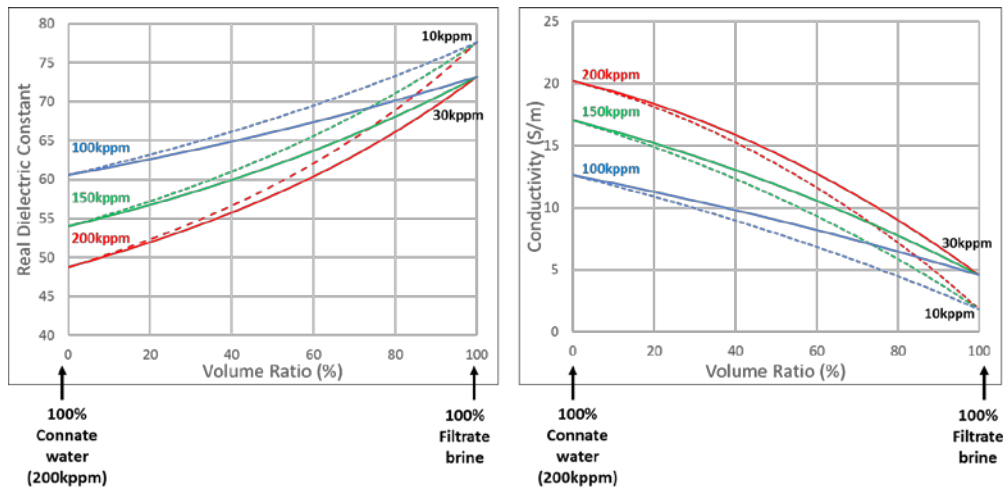 80
75
70
65
60
55
50
45
40
Real Dielectric Constant
10kppm
30kppm
100kppm
150kppm
200kppm
0 20 40 60 80 100
Volume Ratio (%)
100%
Connate
water
(200kppm)
100%
Filtrate
brine
25
20
15
10
5
0
Conductivity (S/m)
200kppm
150kppm
100kppm
30kppm
10kppm
0 20 40 60 80 100
Volume Ratio (%)
100%
Connate
water
(200kppm)
100%
Filtrate
brine